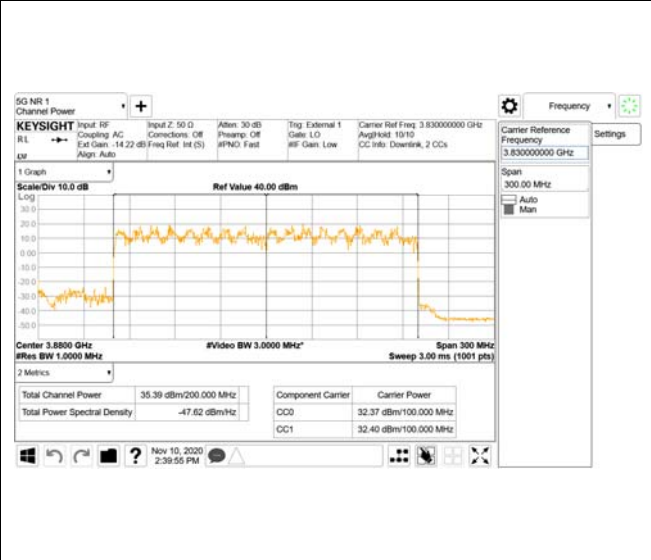 5G NR 1
Channel Power
Frequency
KEYSIGHT
RL
Input: RF
Coupling: AC
Ext Gain: -14.22 dB
Align: Auto
Input Z: 50 Ω
Corrections: Off
Freq Ref: Int (S)
Atten: 30 dB
Preamp: Off
#PNO: Fast
Trig: External 1
Gate: LO
#IF Gain: Low
Carrier Ref Freq: 3.830000000 GHz
Avg|Hold: 10/10
CC Info: Downlink, 2 CCs
Carrier Reference
Frequency
3.830000000 GHz
Settings
Span
300.00 MHz
Auto
Man
1 Graph
Scale/Div 10.0 dB
Ref Value 40.00 dBm
Log
30.0
20.0
10.0
0.00
-10.0
-20.0
-30.0
-40.0
-50.0
Center 3.8800 GHz
#Video BW 3.0000 MHz*
Span 300 MHz
#Res BW 1.0000 MHz
Sweep 3.00 ms (1001 pts)
2 Metrics
Total Channel Power
35.39 dBm/200.000 MHz
Total Power Spectral Density
-47.62 dBm/Hz
Component Carrier
Carrier Power
CC0
32.37 dBm/100.000 MHz
CC1
32.40 dBm/100.000 MHz
?
Nov 10, 2020
2:39:55 PM